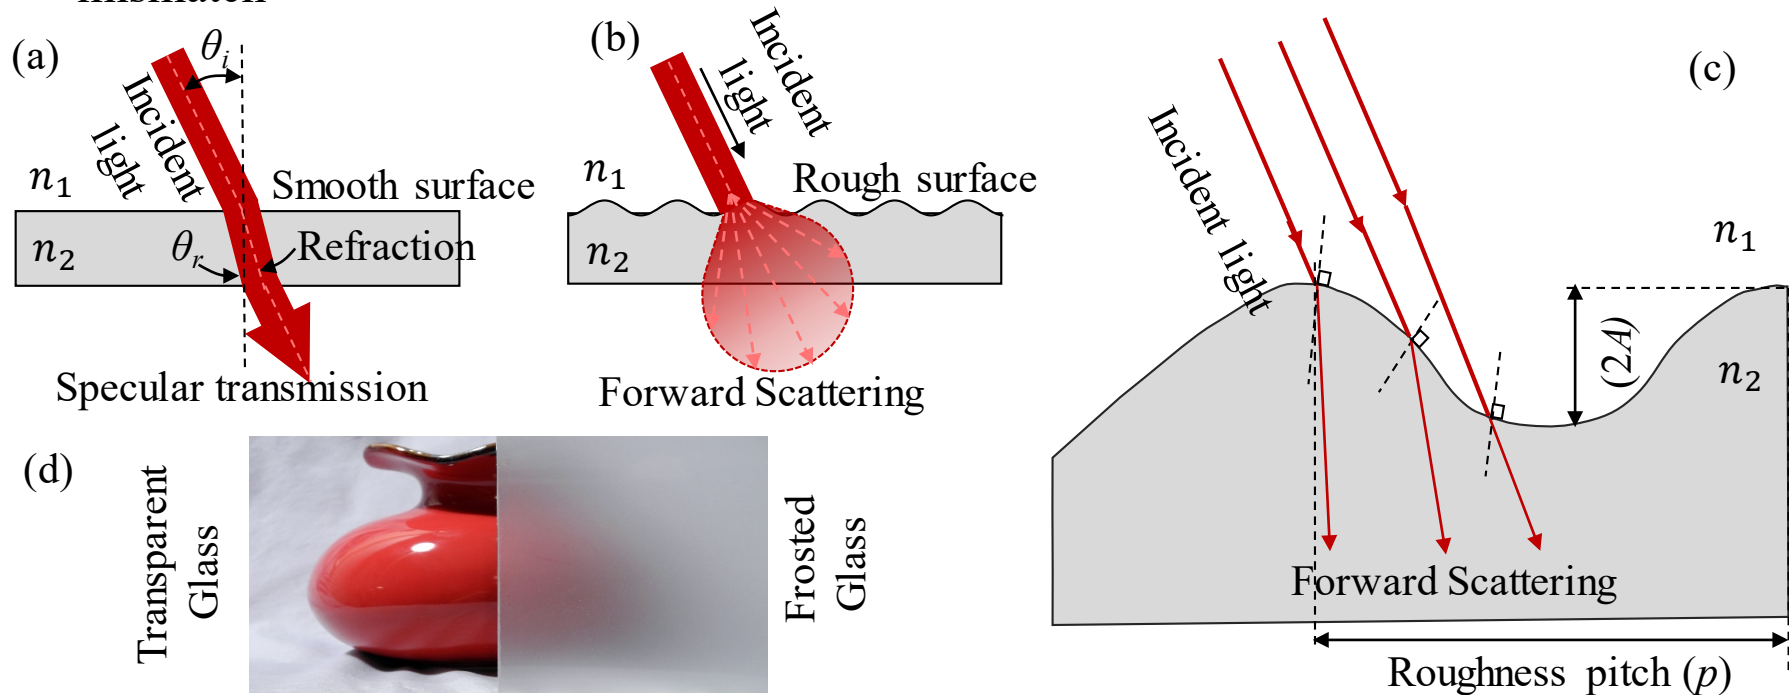 mismatch
(a)
θᵢ
Incident
light
n₁
Smooth surface
n₂
θᵣ
Refraction
Specular transmission
(b)
Incident
light
n₁
Rough surface
n₂
Forward Scattering
(c)
Incident light
n₁
(2A)
n₂
Forward Scattering
Roughness pitch (p)
(d)
Transparent
Glass
Frosted
Glass